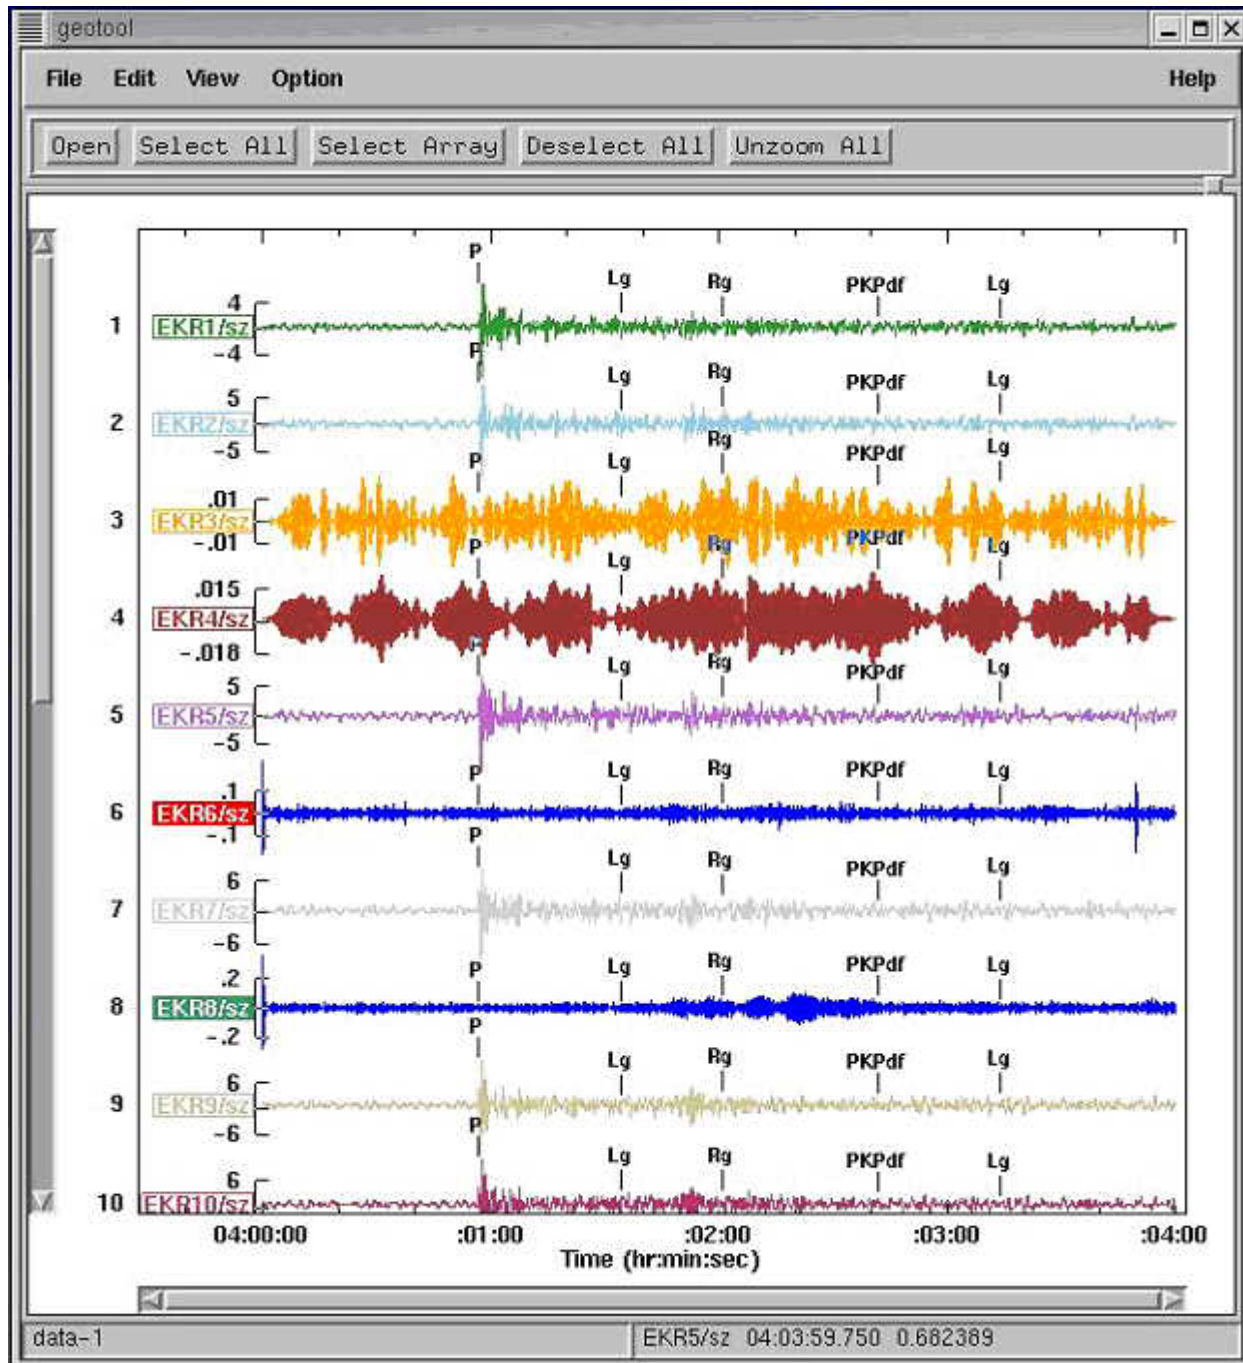 geotool
File Edit View Option Help
Open Select All Select Array Deselect All Unzoom All
P Lg Rg PKPdf Lg
4
1 EKR1/sz
-4
P Lg Rg PKPdf Lg
5
2 EKR2/sz
-5
P Lg Rg PKPdf Lg
.01
3 EKR3/sz
-.01
P Lg Rg PKPdf Lg
.015
4 EKR4/sz
-.018
Lg Rg PKPdf Lg
5
5 EKR5/sz
-5
P Lg Rg PKPdf Lg
.1
6 EKR6/sz
-.1
P Lg Rg PKPdf Lg
6
7 EKR7/sz
-6
P Lg Rg PKPdf Lg
.2
8 EKR8/sz
-.2
P Lg Rg PKPdf Lg
6
9 EKR9/sz
-6
P Lg Rg PKPdf Lg
6
10 EKR10/sz
04:00:00 :01:00 :02:00 :03:00 :04:00
Time (hr:min:sec)
data-1 EKR5/sz 04:03:59.750 0.682389